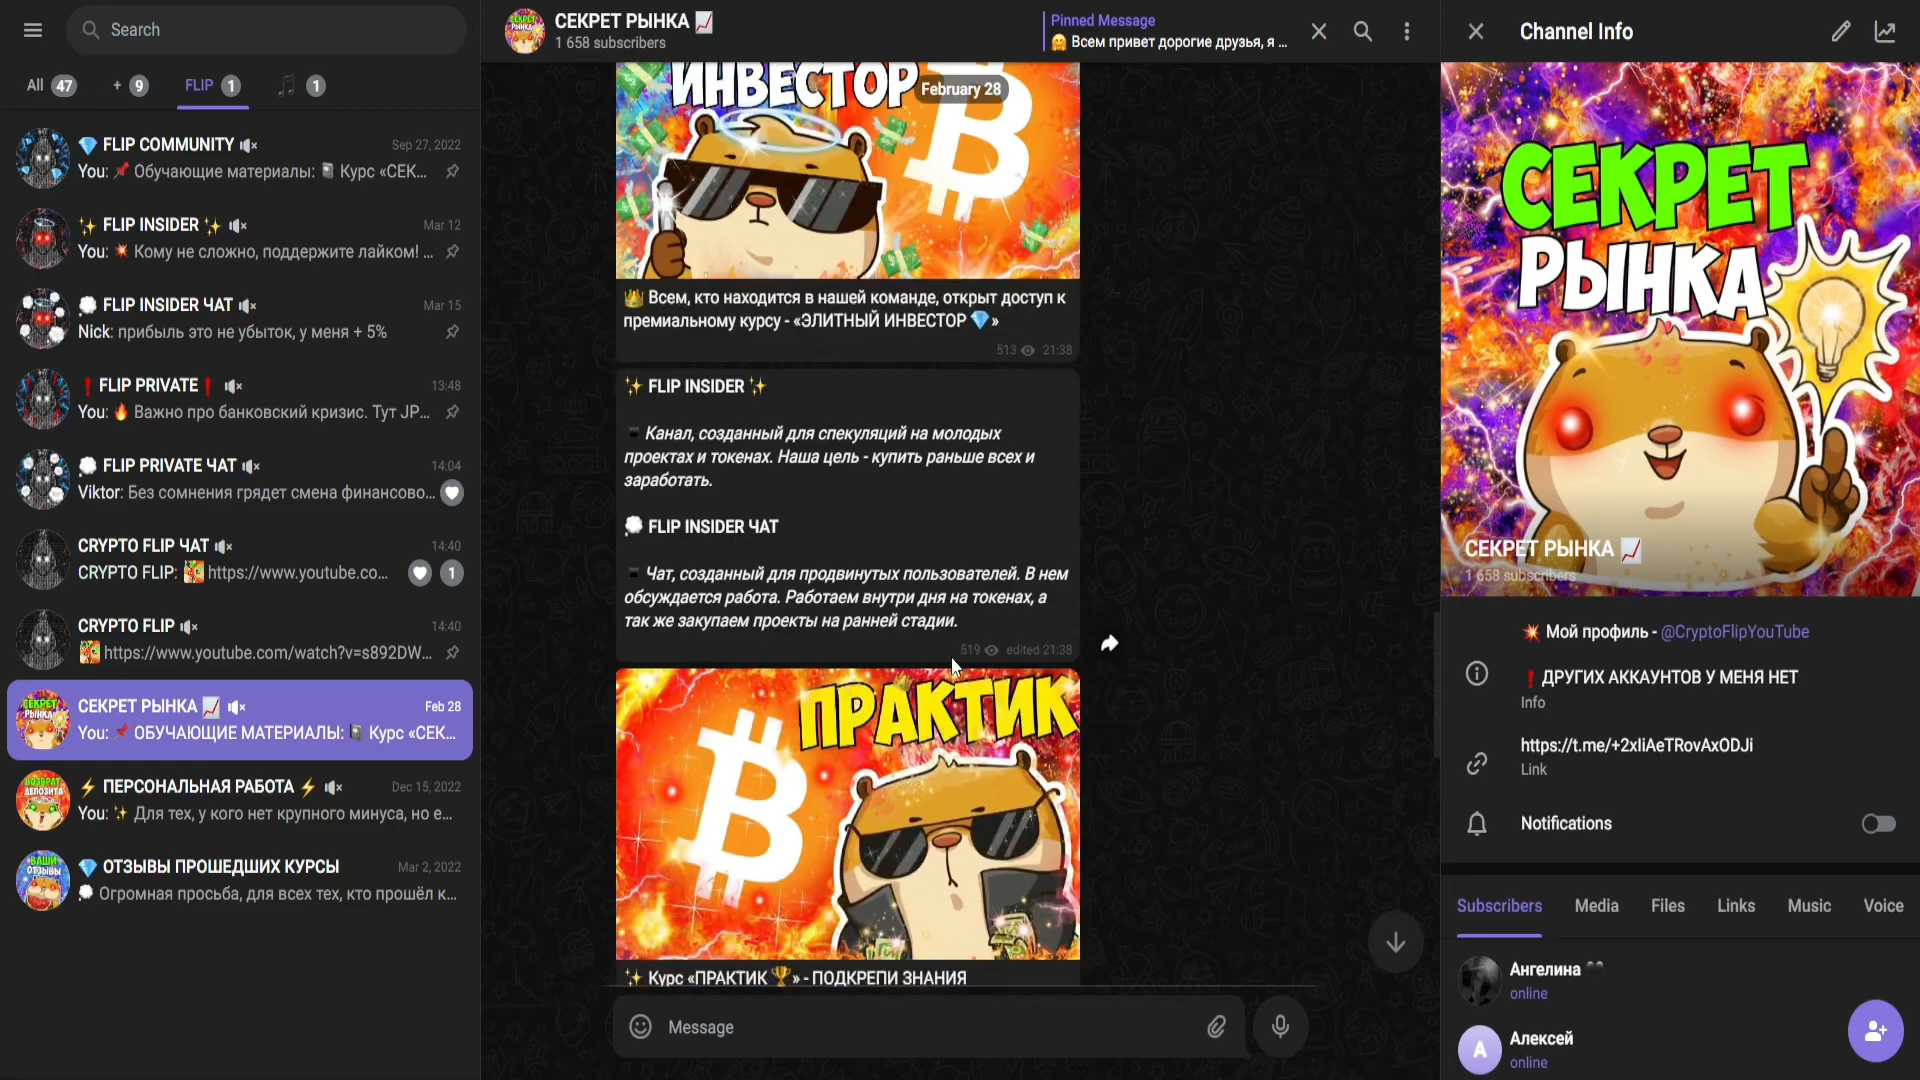 Search
All 47
+ 9
FLIP 1
1
💎 FLIP COMMUNITY
Sep 27, 2022
You: 📌 Обучающие материалы: 📓 Курс «СЕК...
✨ FLIP INSIDER ✨
Mar 12
You: 💥 Кому не сложно, поддержите лайком! ...
💭 FLIP INSIDER ЧАТ
Mar 15
Nick: прибыль это не убыток, у меня + 5%
❗ FLIP PRIVATE❗
13:48
You: 🔥 Важно про банковский кризис. Тут JP...
💭 FLIP PRIVATE ЧАТ
14:04
Viktor: Без сомнения грядет смена финансово...
CRYPTO FLIP ЧАТ
14:40
CRYPTO FLIP: https://www.youtube.co...
1
CRYPTO FLIP
14:40
https://www.youtube.com/watch?v=s892DW...
СЕКРЕТ РЫНКА 📈
Feb 28
You: 📌 ОБУЧАЮЩИЕ МАТЕРИАЛЫ: 📓 Курс «СЕК...
⚡ ПЕРСОНАЛЬНАЯ РАБОТА ⚡
Dec 15, 2022
You: ✨ Для тех, у кого нет крупного минуса, но е...
💎 ОТЗЫВЫ ПРОШЕДШИХ КУРСЫ
Mar 2, 2022
💭 Огромная просьба, для всех тех, кто прошёл к...
СЕКРЕТ РЫНКА 📈
1 658 subscribers
Pinned Message
🤗 Всем привет дорогие друзья, я ...
ИНВЕСТОР
February 28
👑 Всем, кто находится в нашей команде, открыт доступ к
премиальному курсу - «ЭЛИТНЫЙ ИНВЕСТОР 💎»
513 21:38
✨ FLIP INSIDER ✨
▪ Канал, созданный для спекуляций на молодых
проектах и токенах. Наша цель - купить раньше всех и
заработать.
💭 FLIP INSIDER ЧАТ
▪ Чат, созданный для продвинутых пользователей. В нем
обсуждается работа. Работаем внутри дня на токенах, а
так же закупаем проекты на ранней стадии.
519 edited 21:38
ПРАКТИК
✨ Курс «ПРАКТИК 🏆» - ПОДКРЕПИ ЗНАНИЯ
Message
Channel Info
СЕКРЕТ
РЫНКА
СЕКРЕТ РЫНКА 📈
1 658 subscribers
💥 Мой профиль - @CryptoFlipYouTube
❗ ДРУГИХ АККАУНТОВ У МЕНЯ НЕТ
Info
https://t.me/+2xliAeTRovAxODJi
Link
Notifications
Subscribers Media Files Links Music Voice
Ангелина 🖤
online
А
Алексей
online